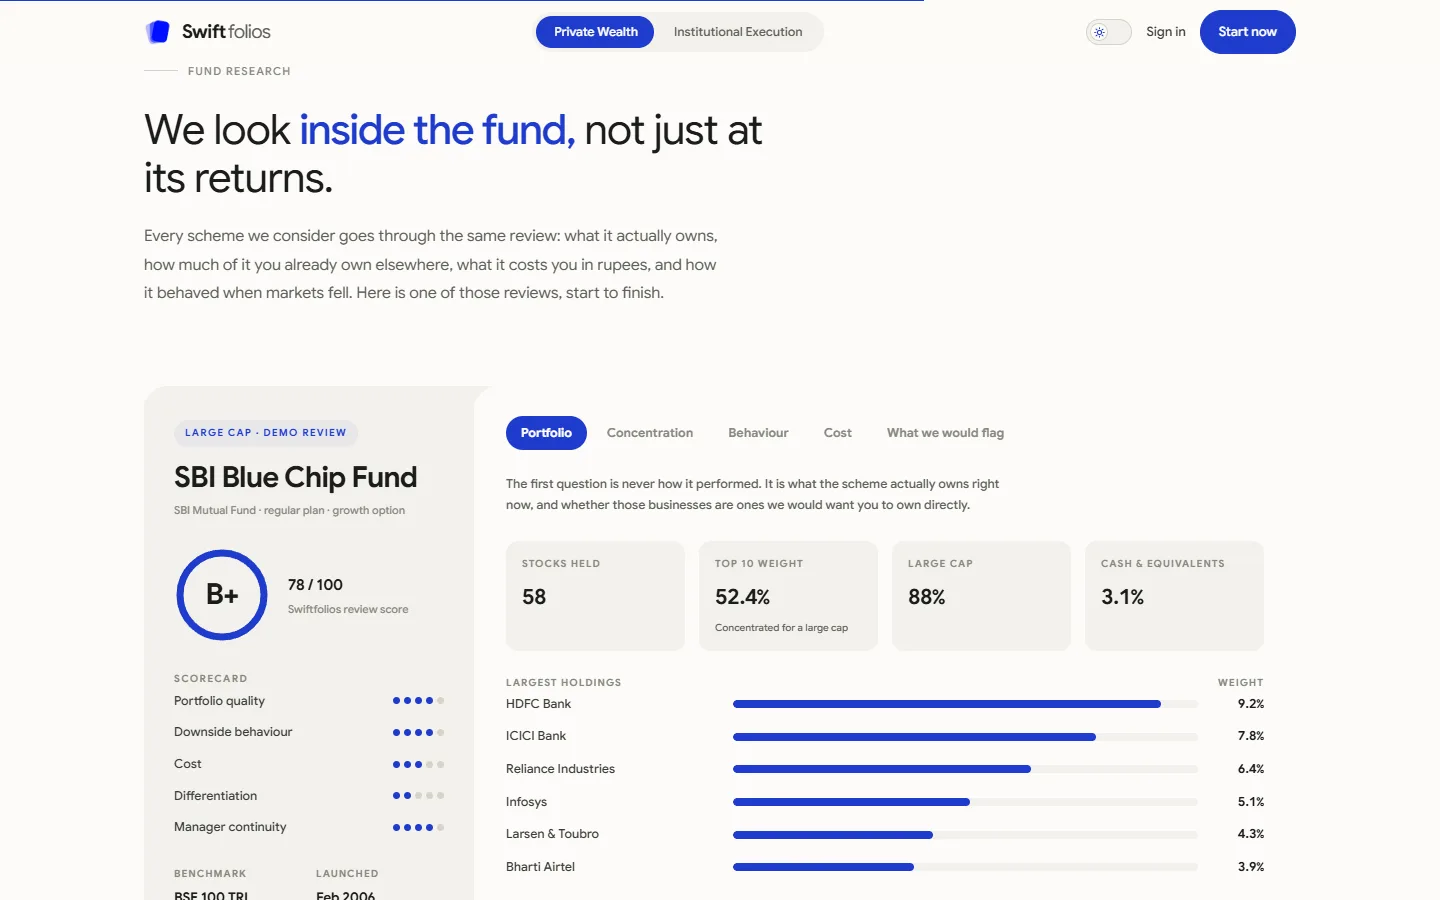 Swiftfolios
Private Wealth
Institutional Execution
Sign in
Start now
FUND RESEARCH
We look inside the fund, not just at
its returns.
Every scheme we consider goes through the same review: what it actually owns,
how much of it you already own elsewhere, what it costs you in rupees, and how
it behaved when markets fell. Here is one of those reviews, start to finish.
LARGE CAP · DEMO REVIEW
SBI Blue Chip Fund
SBI Mutual Fund · regular plan · growth option
B+
78 / 100
Swiftfolios review score
SCORECARD
Portfolio quality
Downside behaviour
Cost
Differentiation
Manager continuity
BENCHMARK
LAUNCHED
BSE 100 TRI
Feb 2006
Portfolio
Concentration
Behaviour
Cost
What we would flag
The first question is never how it performed. It is what the scheme actually owns right
now, and whether those businesses are ones we would want you to own directly.
STOCKS HELD
58
TOP 10 WEIGHT
52.4%
Concentrated for a large cap
LARGE CAP
88%
CASH & EQUIVALENTS
3.1%
LARGEST HOLDINGS
WEIGHT
HDFC Bank
9.2%
ICICI Bank
7.8%
Reliance Industries
6.4%
Infosys
5.1%
Larsen & Toubro
4.3%
Bharti Airtel
3.9%